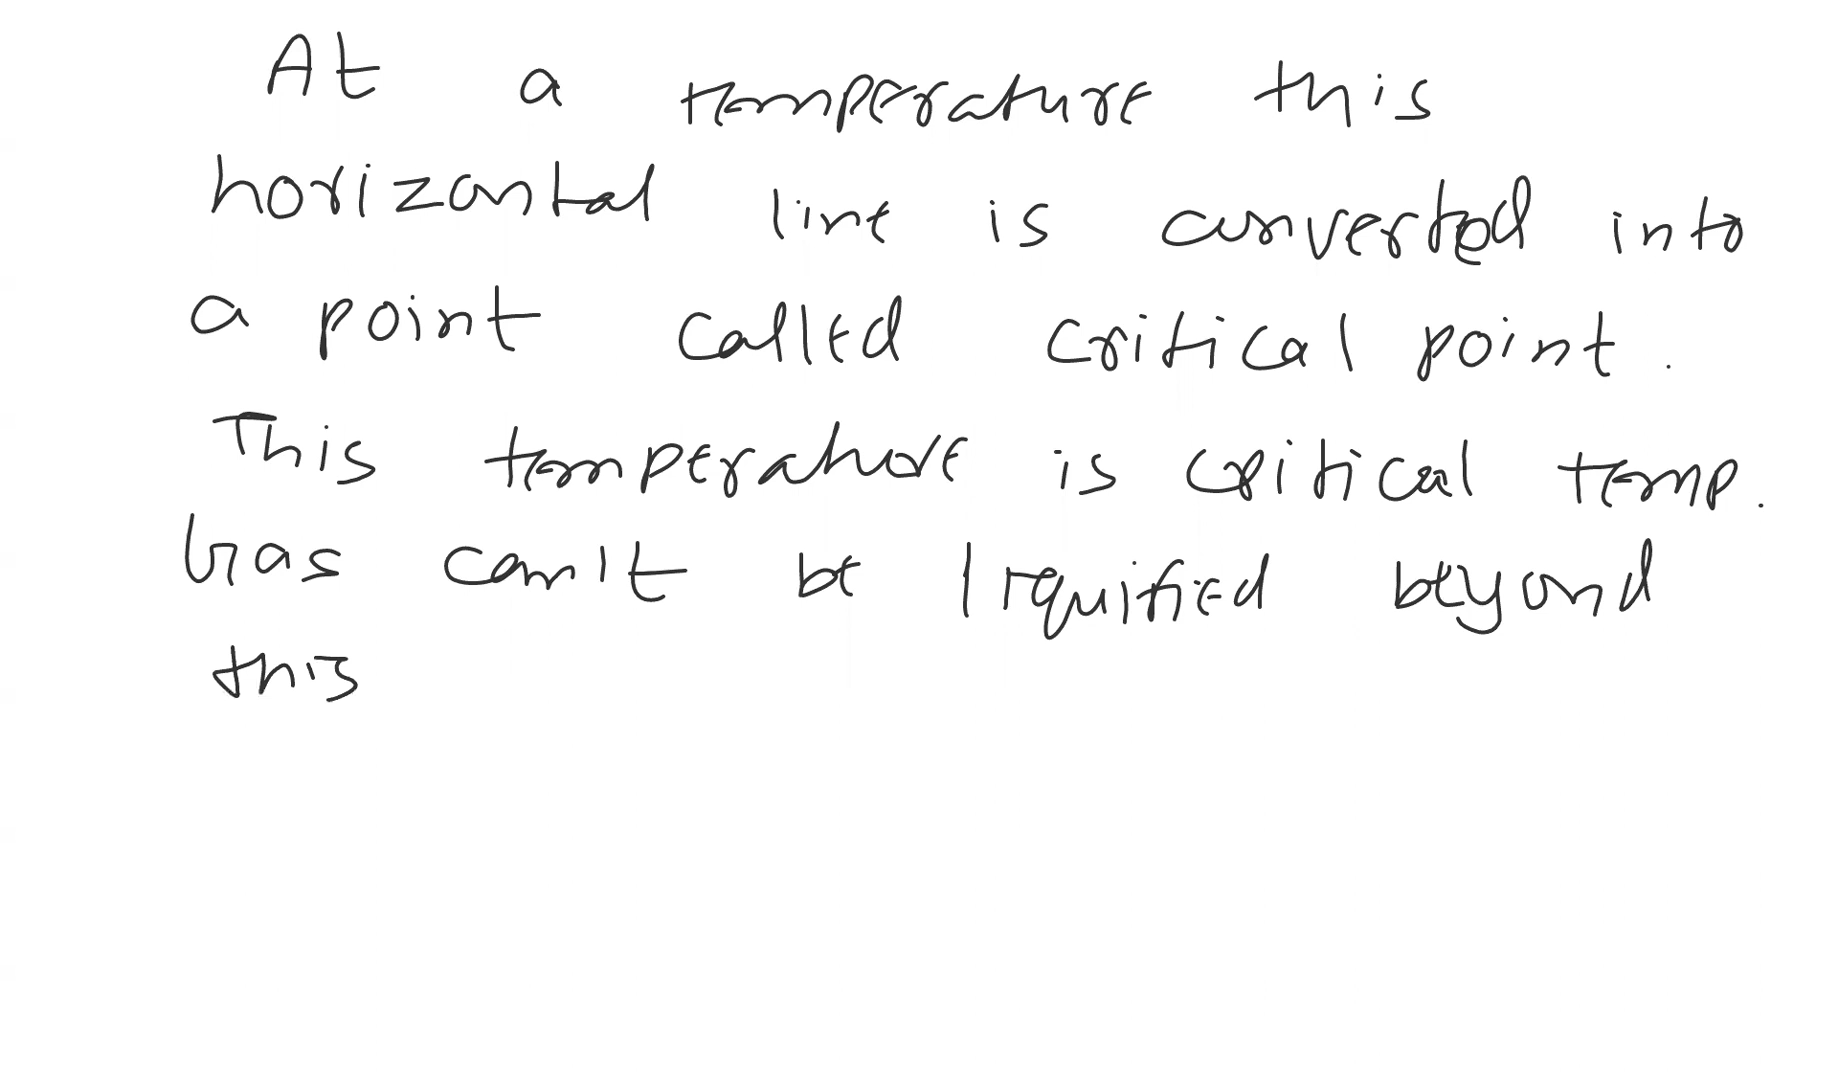 At a temperature this
horizontal line is converted into
a point called critical point.
This temperature is critical temp.
Gas can't be liquified beyond
this